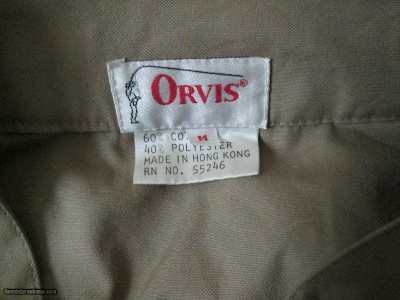 ORVIS®
60% CO M
40% POLYESTER
MADE IN HONG KONG
RN NO. 55246